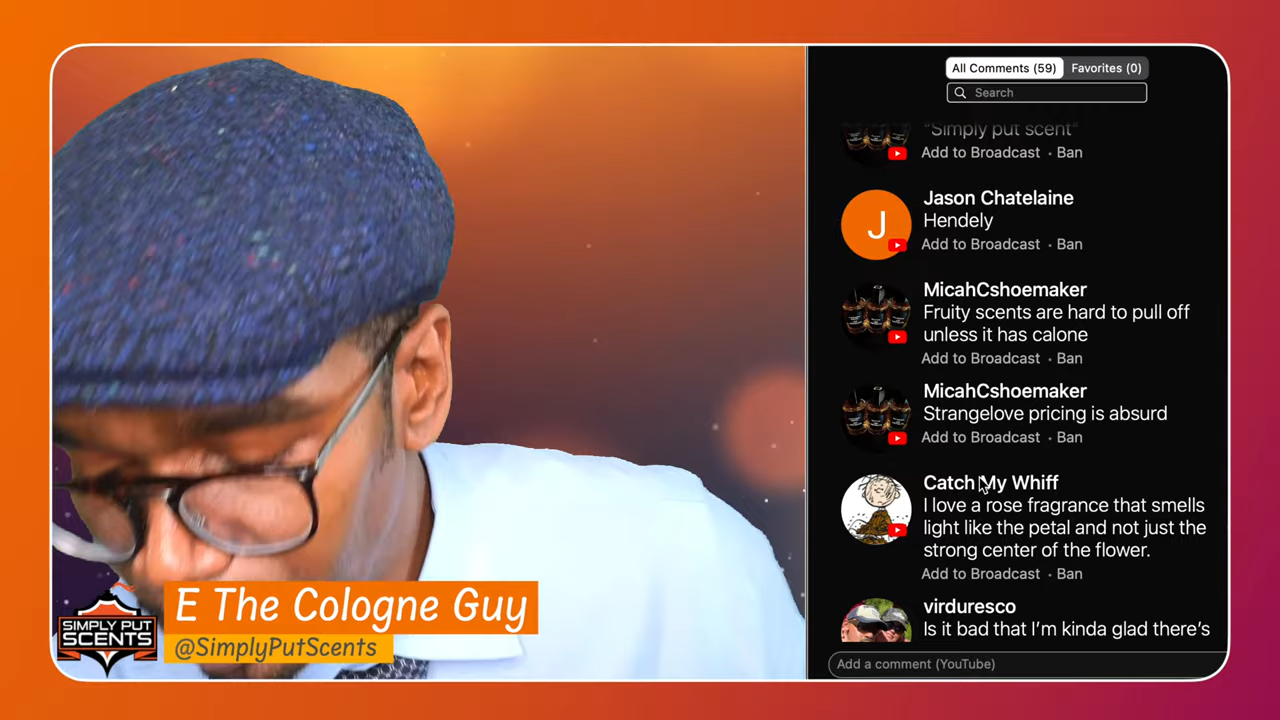 All Comments (59) Favorites (0)
Search
"Simply put scent"
Add to Broadcast · Ban
J
Jason Chatelaine
Hendely
Add to Broadcast · Ban
MicahCshoemaker
Fruity scents are hard to pull off
unless it has calone
Add to Broadcast · Ban
MicahCshoemaker
Strangelove pricing is absurd
Add to Broadcast · Ban
Catch My Whiff
I love a rose fragrance that smells
light like the petal and not just the
strong center of the flower.
Add to Broadcast · Ban
virduresco
Is it bad that I'm kinda glad there's
Add a comment (YouTube)
E The Cologne Guy
@SimplyPutScents
SIMPLY PUT
SCENTS